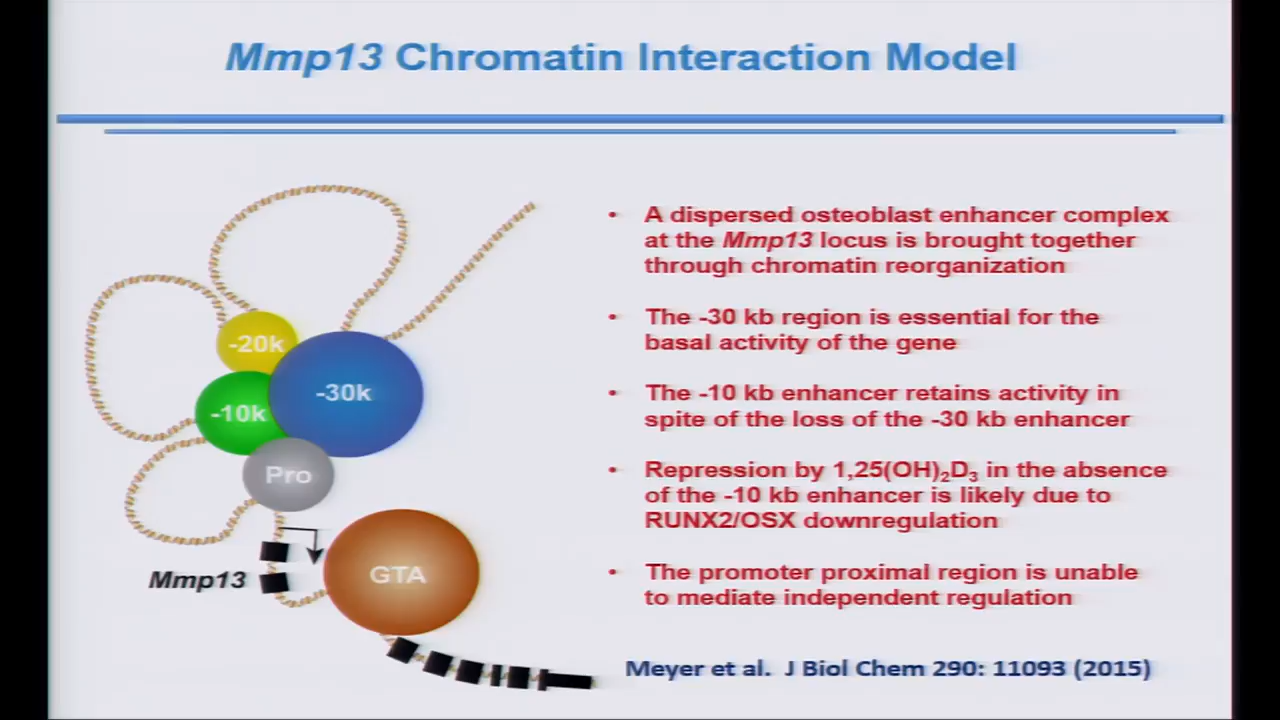 Mmp13 Chromatin Interaction Model
• A dispersed osteoblast enhancer complex
at the Mmp13 locus is brought together
through chromatin reorganization
• The -30 kb region is essential for the
basal activity of the gene
• The -10 kb enhancer retains activity in
spite of the loss of the -30 kb enhancer
• Repression by 1,25(OH)₂D₃ in the absence
of the -10 kb enhancer is likely due to
RUNX2/OSX downregulation
• The promoter proximal region is unable
to mediate independent regulation
-20k
-30k
-10k
Pro
GTA
Mmp13
Meyer et al. J Biol Chem 290: 11093 (2015)